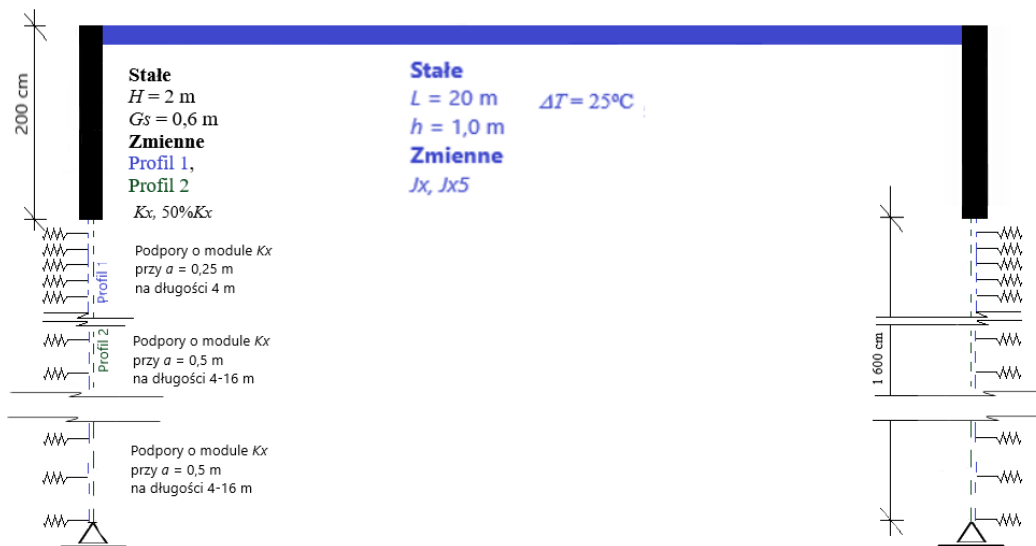 200 cm
Stałe
H = 2 m
Gs = 0,6 m
Zmienne
Profil 1,
Profil 2
Kx, 50%Kx
Stałe
L = 20 m
h = 1,0 m
Zmienne
Jx, Jx5
ΔT = 25ºC
Profil 1
Podpory o module Kx
przy a = 0,25 m
na długości 4 m
Profil 2
Podpory o module Kx
przy a = 0,5 m
na długości 4-16 m
Podpory o module Kx
przy a = 0,5 m
na długości 4-16 m
1 600 cm